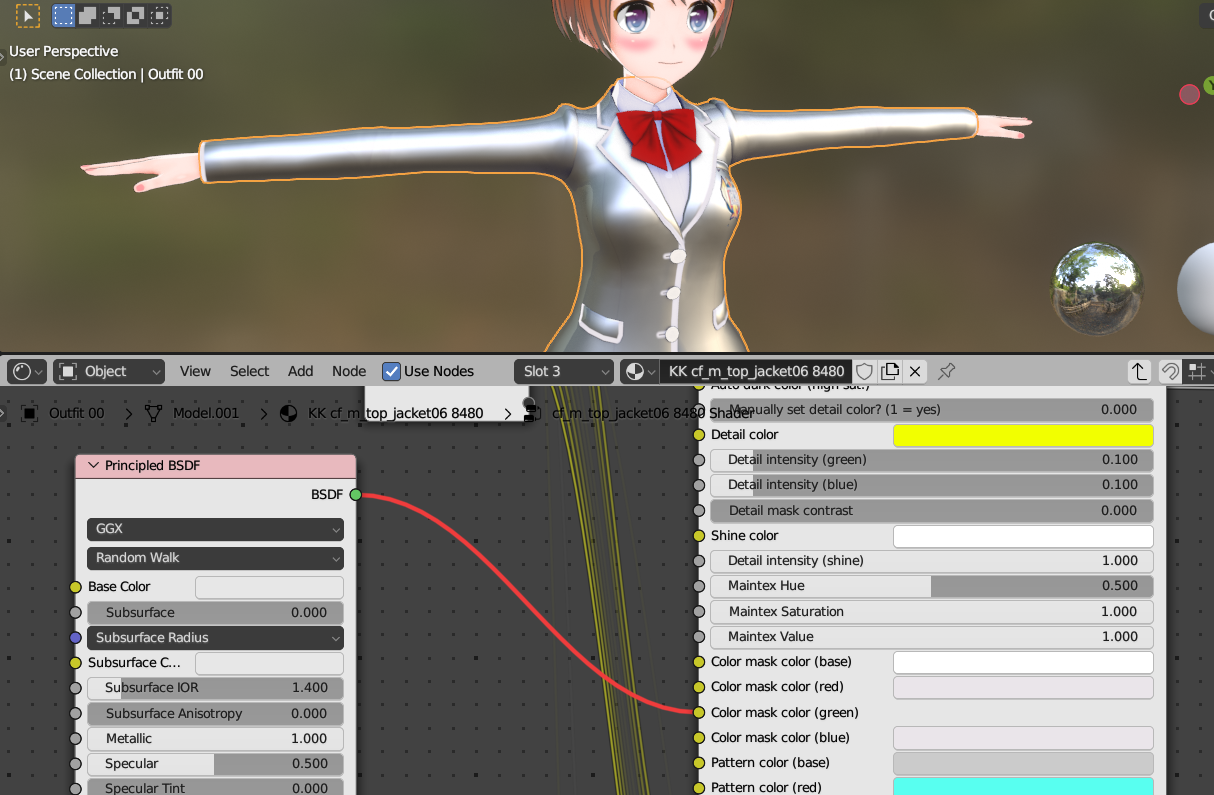 User Perspective
(1) Scene Collection | Outfit 00
Object
View
Select
Add
Node
Use Nodes
Slot 3
KK cf_m_top_jacket06 8480
Outfit 00
Model.001
KK cf_m_top_jacket06 8480
cf_m_top_jacket06 8480 Shader
Principled BSDF
BSDF
GGX
Random Walk
Base Color
Subsurface 0.000
Subsurface Radius
Subsurface C...
Subsurface IOR 1.400
Subsurface Anisotropy 0.000
Metallic 1.000
Specular 0.500
Specular Tint 0.000
Auto dark color (high sat.)
Manually set detail color? (1 = yes) 0.000
Detail color
Detail intensity (green) 0.100
Detail intensity (blue) 0.100
Detail mask contrast 0.000
Shine color
Detail intensity (shine) 1.000
Maintex Hue 0.500
Maintex Saturation 1.000
Maintex Value 1.000
Color mask color (base)
Color mask color (red)
Color mask color (green)
Color mask color (blue)
Pattern color (base)
Pattern color (red)